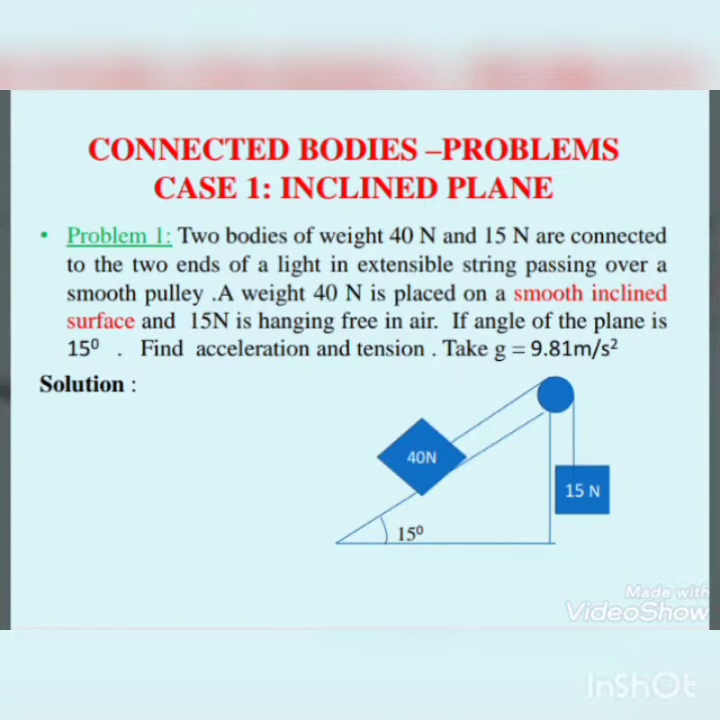 CONNECTED BODIES –PROBLEMS
CASE 1: INCLINED PLANE
• Problem 1: Two bodies of weight 40 N and 15 N are connected
to the two ends of a light in extensible string passing over a
smooth pulley .A weight 40 N is placed on a smooth inclined
surface and 15N is hanging free in air. If angle of the plane is
15⁰ . Find acceleration and tension . Take g = 9.81m/s²
Solution :
40N
15 N
15⁰
Made with
VideoShow
InShOt